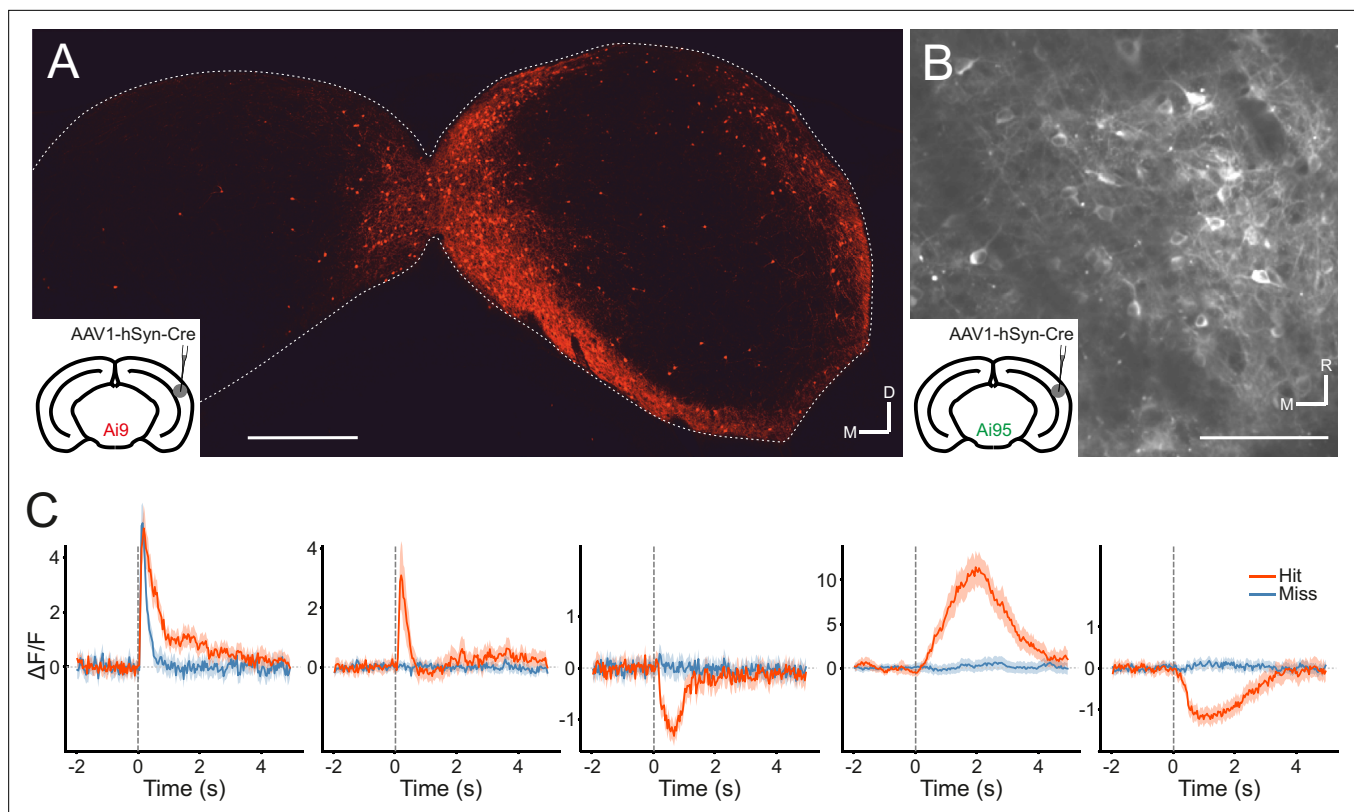 A
AAV1-hSyn-Cre
Ai9
D
M
B
AAV1-hSyn-Cre
Ai95
R
M
C
ΔF/F
4
2
0
-2 0 2 4
Time (s)
4
2
0
-2 0 2 4
Time (s)
1
0
-1
-2 0 2 4
Time (s)
10
5
0
-2 0 2 4
Time (s)
Hit
Miss
1
0
-1
-2 0 2 4
Time (s)